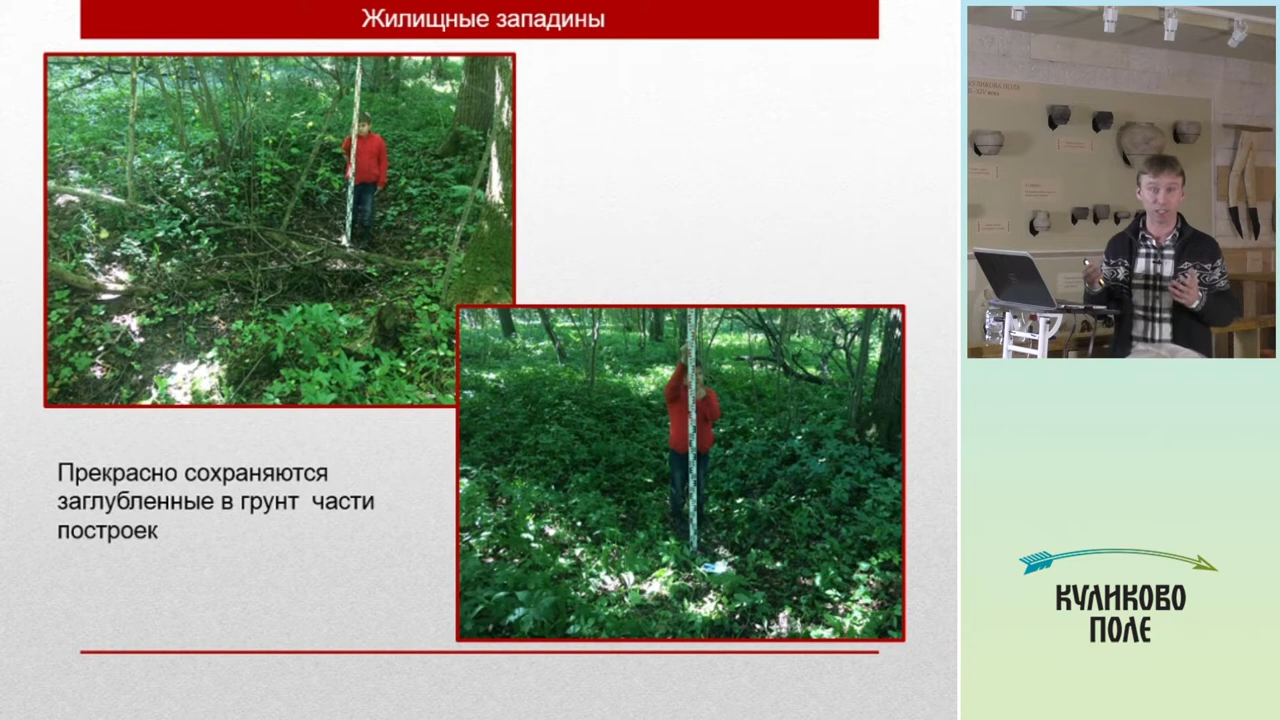 Жилищные западины
Прекрасно сохраняются
заглубленные в грунт части
построек
КУЛИКОВО
ПОЛЕ